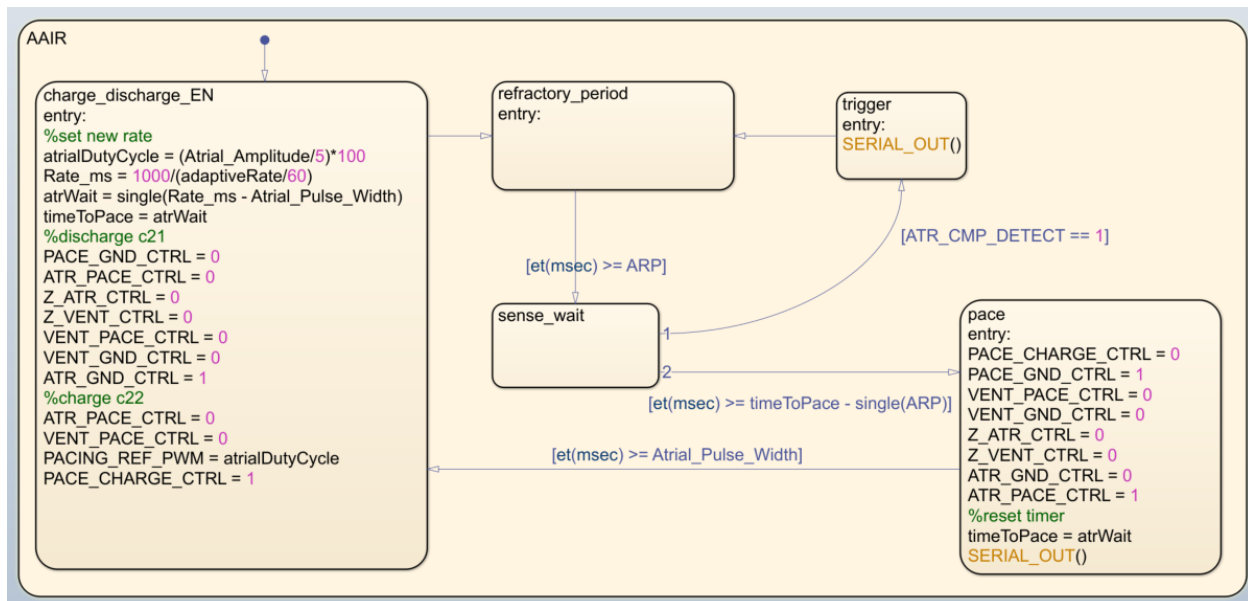 AAIR
charge_discharge_EN
entry:
%set new rate
atrialDutyCycle = (Atrial_Amplitude/5)*100
Rate_ms = 1000/(adaptiveRate/60)
atrWait = single(Rate_ms - Atrial_Pulse_Width)
timeToPace = atrWait
%discharge c21
PACE_GND_CTRL = 0
ATR_PACE_CTRL = 0
Z_ATR_CTRL = 0
Z_VENT_CTRL = 0
VENT_PACE_CTRL = 0
VENT_GND_CTRL = 0
ATR_GND_CTRL = 1
%charge c22
ATR_PACE_CTRL = 0
VENT_PACE_CTRL = 0
PACING_REF_PWM = atrialDutyCycle
PACE_CHARGE_CTRL = 1
refractory_period
entry:
trigger
entry:
SERIAL_OUT()
[ATR_CMP_DETECT == 1]
[et(msec) >= ARP]
sense_wait
1
2
[et(msec) >= timeToPace - single(ARP)]
[et(msec) >= Atrial_Pulse_Width]
pace
entry:
PACE_CHARGE_CTRL = 0
PACE_GND_CTRL = 1
VENT_PACE_CTRL = 0
VENT_GND_CTRL = 0
Z_ATR_CTRL = 0
Z_VENT_CTRL = 0
ATR_GND_CTRL = 0
ATR_PACE_CTRL = 1
%reset timer
timeToPace = atrWait
SERIAL_OUT()